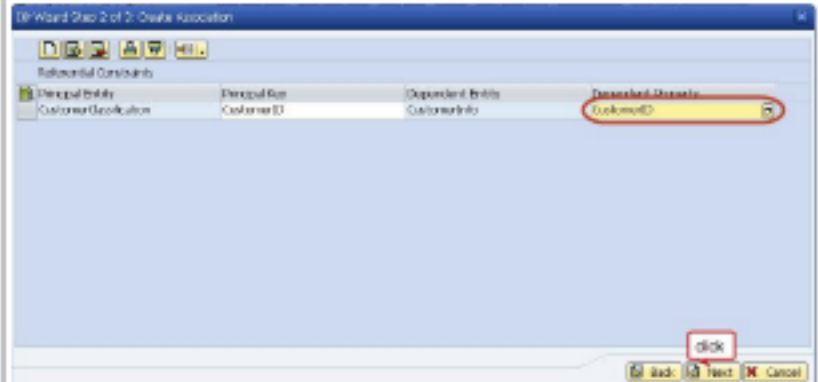 Wizard Step 2 of 3: Create Association
Referential Constraints
Principal Entity Principal Key Dependent Entity Dependent Property
CustomerClassification CustomerID CustomerInfo CustomerID
click
Back Next Cancel